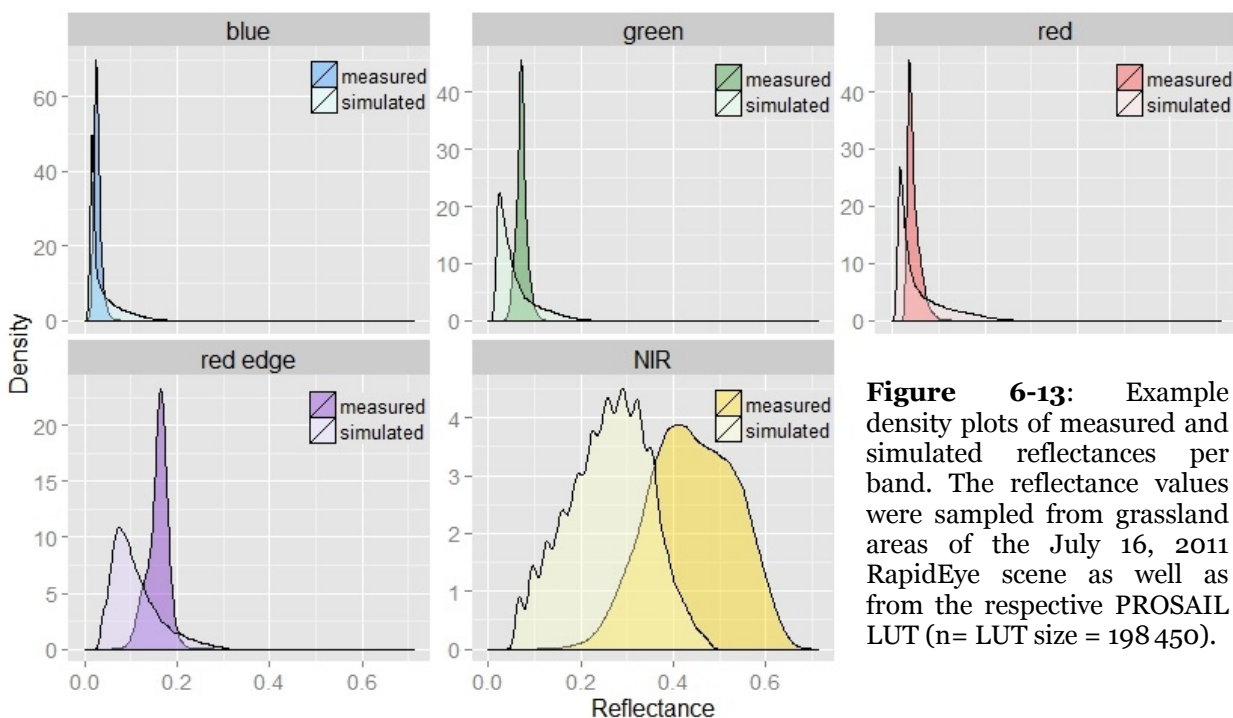 blue
measured
simulated
60
40
20
0
green
measured
simulated
40
30
20
10
0
red
measured
simulated
40
30
20
10
0
Density
red edge
measured
simulated
20
15
10
5
0
0.0 0.2 0.4 0.6
NIR
measured
simulated
4
3
2
1
0
0.0 0.2 0.4 0.6
Reflectance
Figure 6-13: Example
density plots of measured and
simulated reflectances per
band. The reflectance values
were sampled from grassland
areas of the July 16, 2011
RapidEye scene as well as
from the respective PROSAIL
LUT (n= LUT size = 198 450).